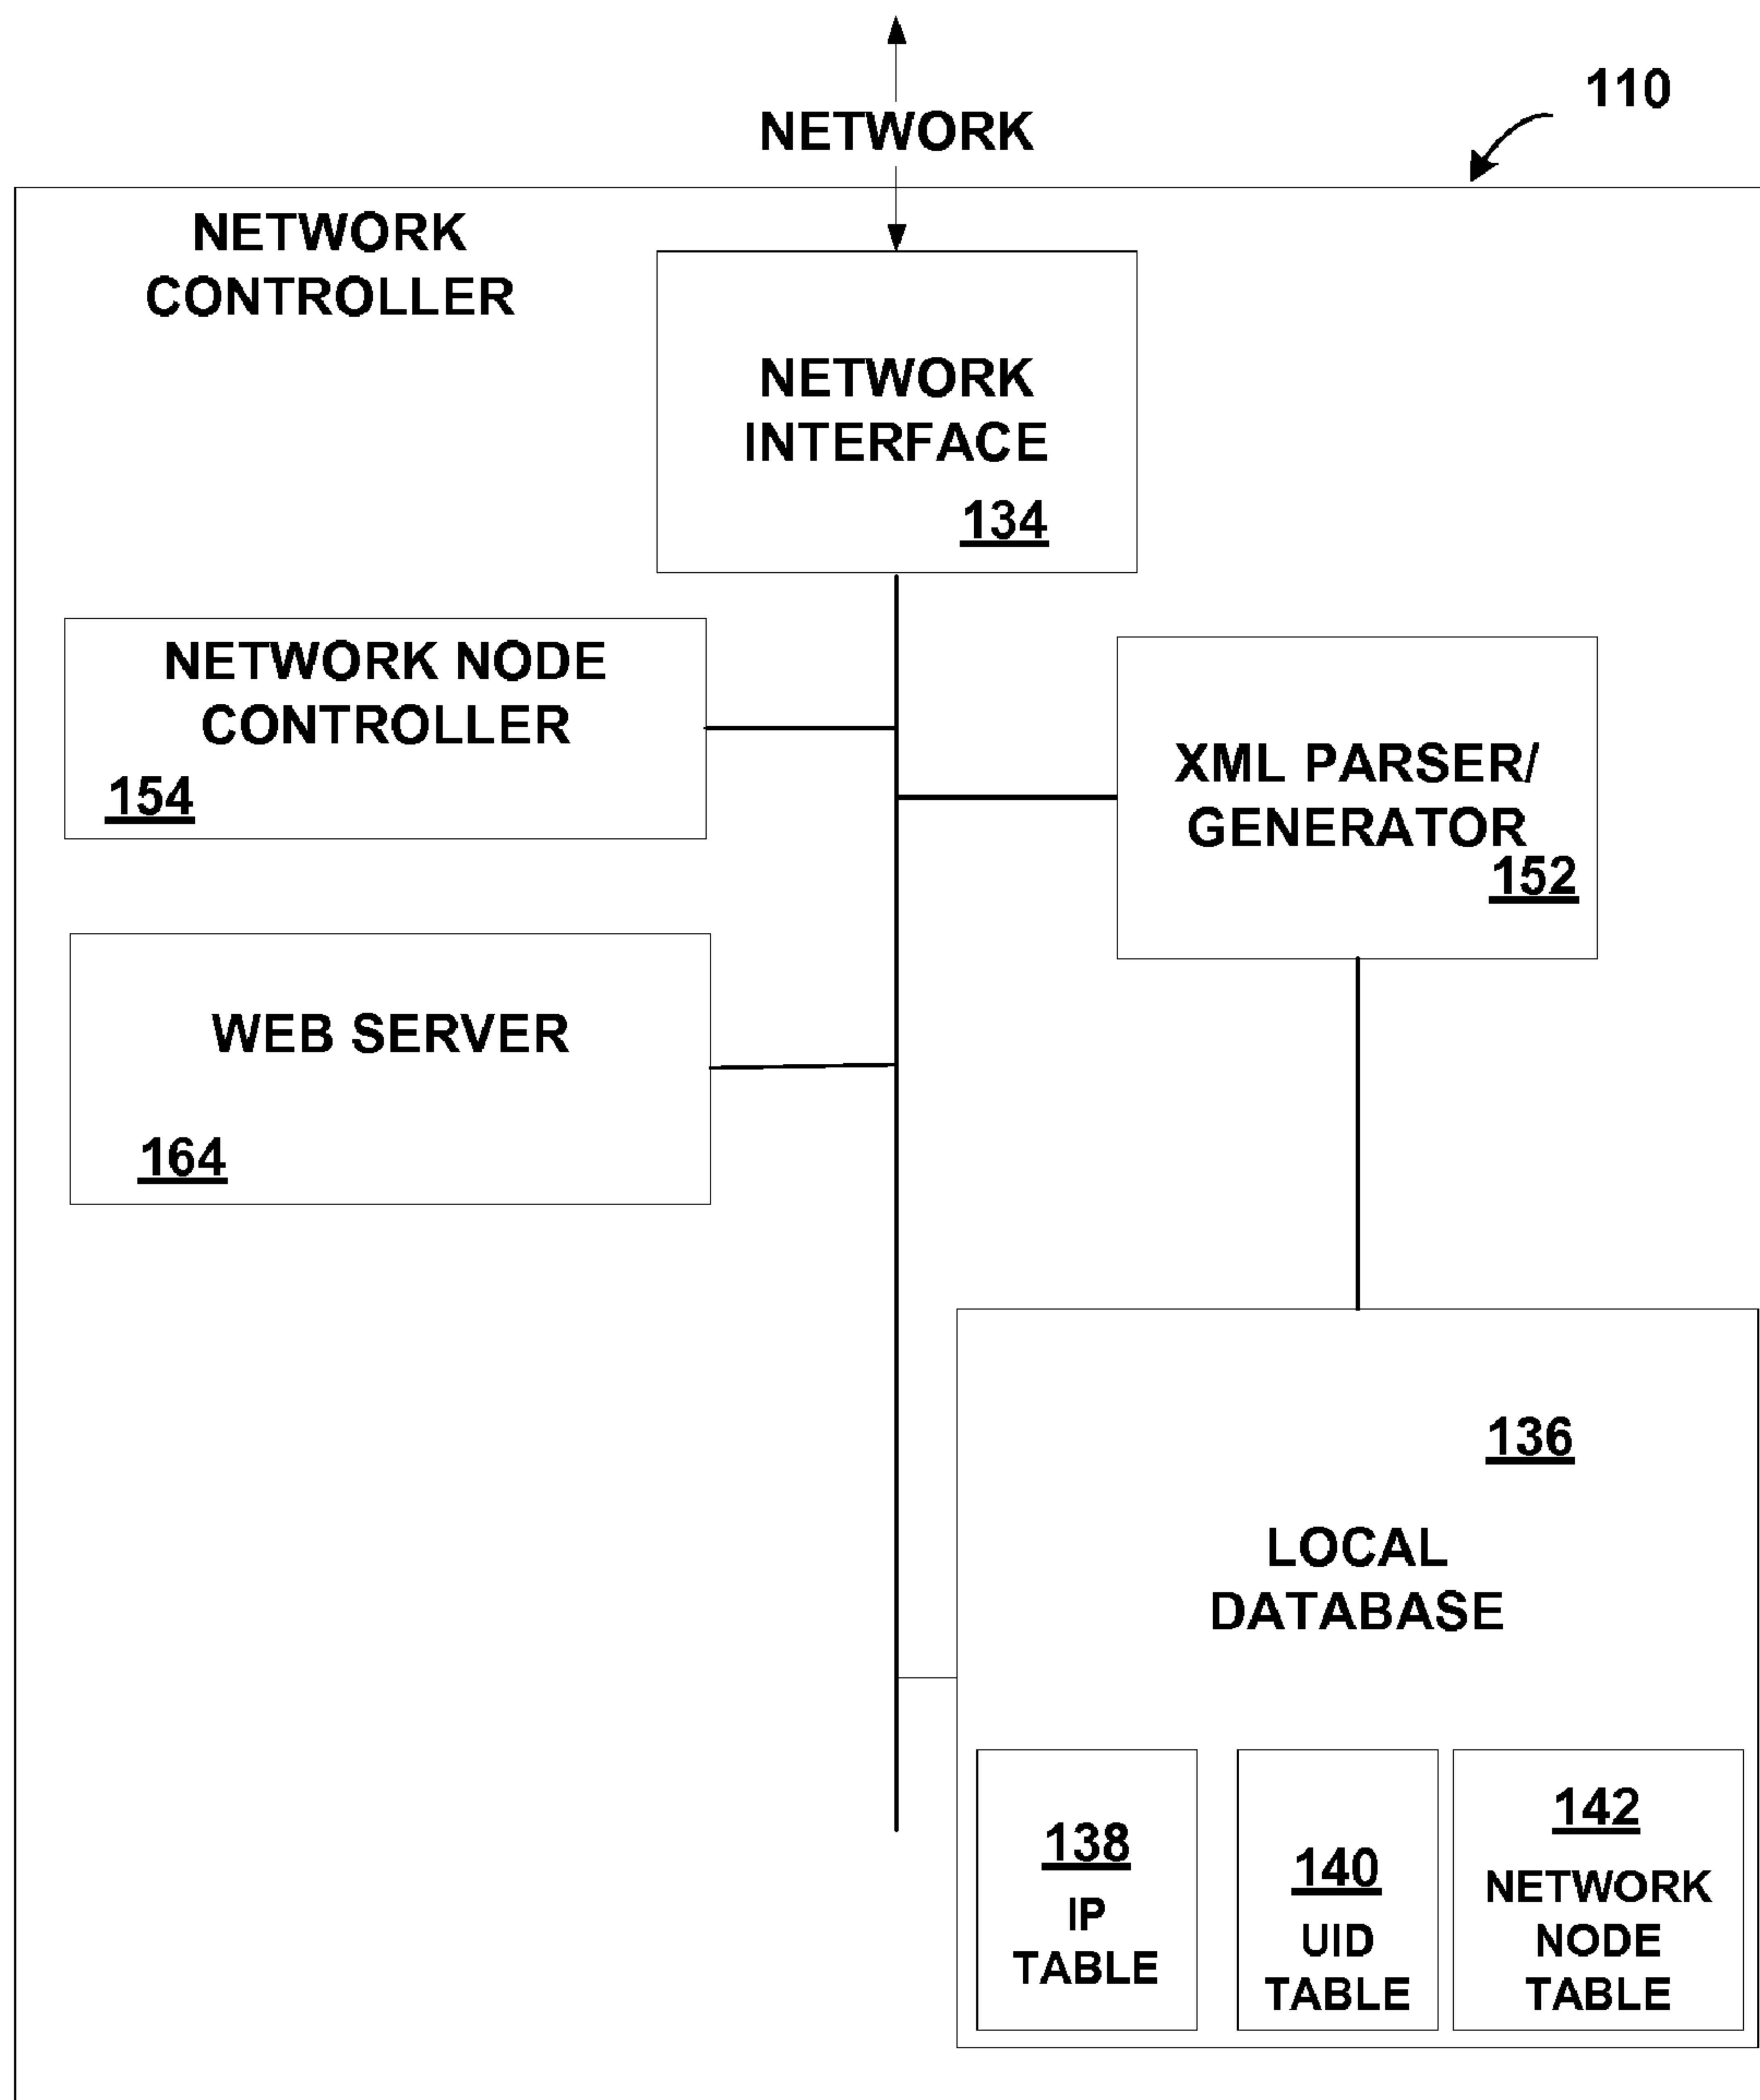 110
NETWORK
NETWORK
CONTROLLER
NETWORK
INTERFACE
134
NETWORK NODE
CONTROLLER
154
XML PARSER/
GENERATOR
152
WEB SERVER
164
136
LOCAL
DATABASE
138
IP
TABLE
140
UID
TABLE
142
NETWORK
NODE
TABLE